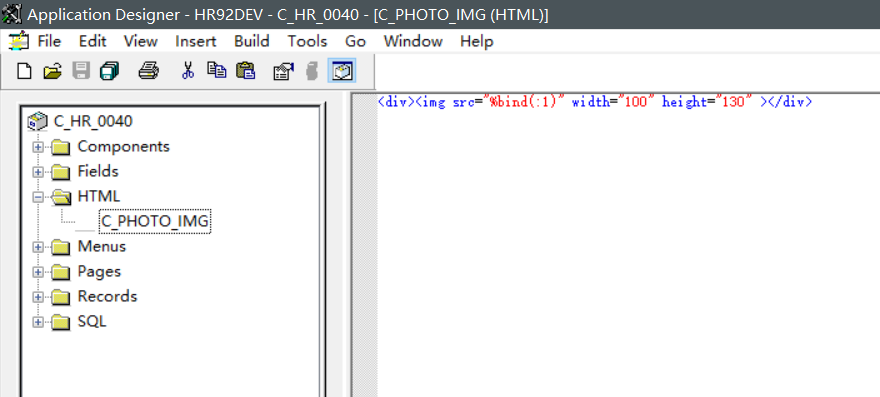 Application Designer - HR92DEV - C_HR_0040 - [C_PHOTO_IMG (HTML)]
File Edit View Insert Build Tools Go Window Help
<div><img src="%bind(:1)" width="100" height="130" ></div>
C_HR_0040
Components
Fields
HTML
C_PHOTO_IMG
Menus
Pages
Records
SQL